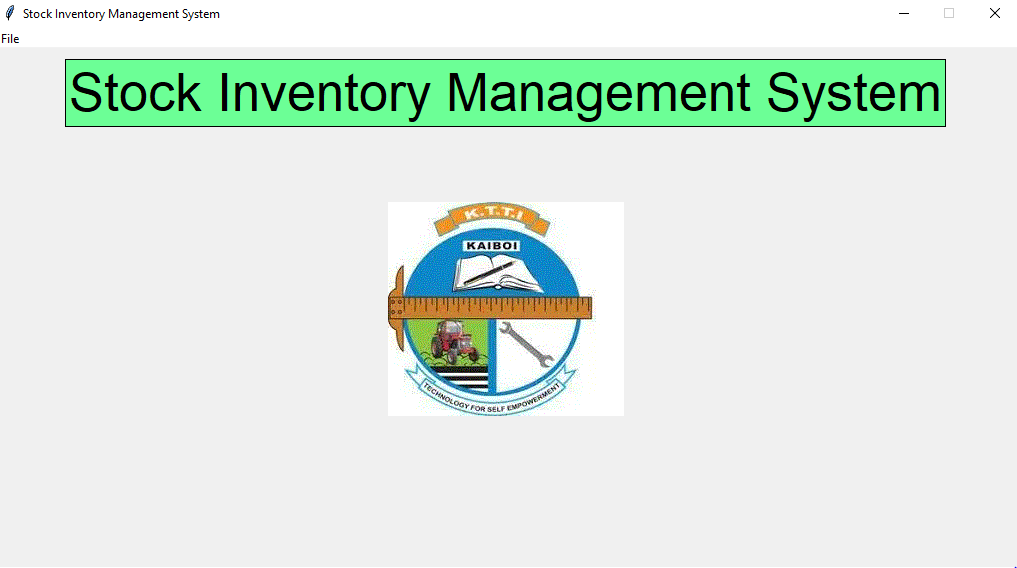 Stock Inventory Management System
File
Stock Inventory Management System
K.T.T.I
KAIBOI
TECHNOLOGY FOR SELF EMPOWERMENT